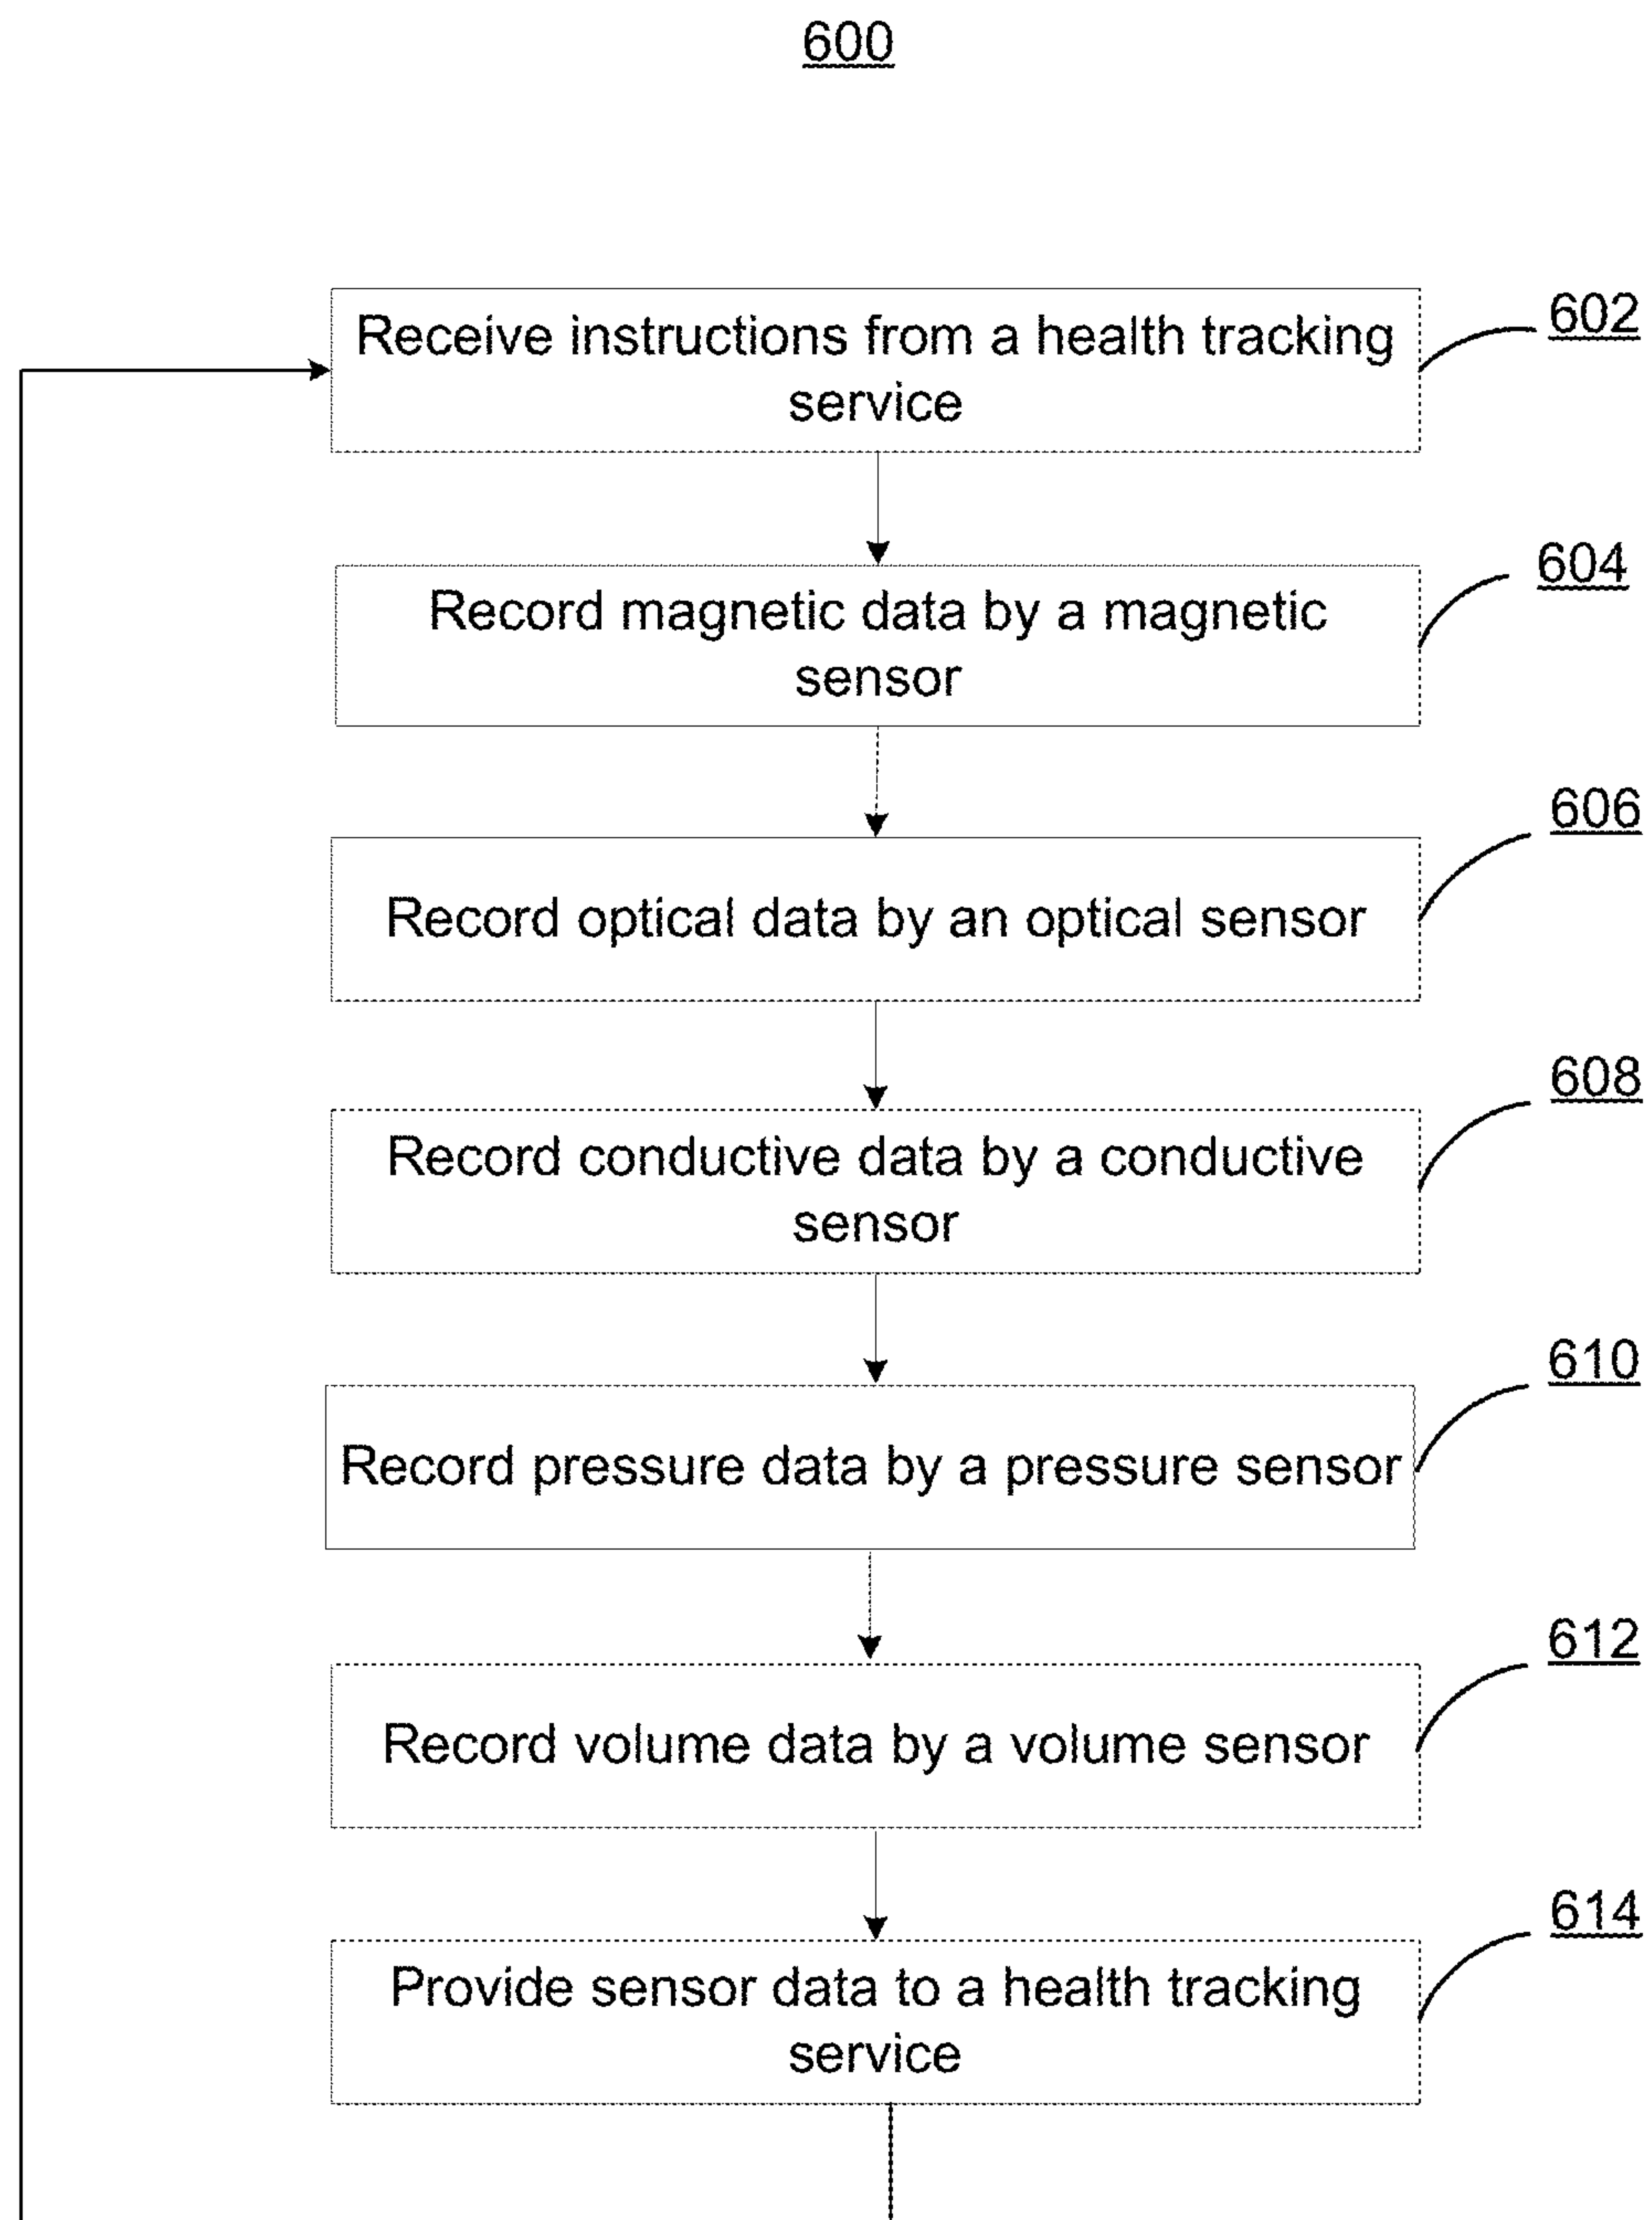 600
Receive instructions from a health tracking
service
602
Record magnetic data by a magnetic
sensor
604
Record optical data by an optical sensor
606
Record conductive data by a conductive
sensor
608
Record pressure data by a pressure sensor
610
Record volume data by a volume sensor
612
Provide sensor data to a health tracking
service
614